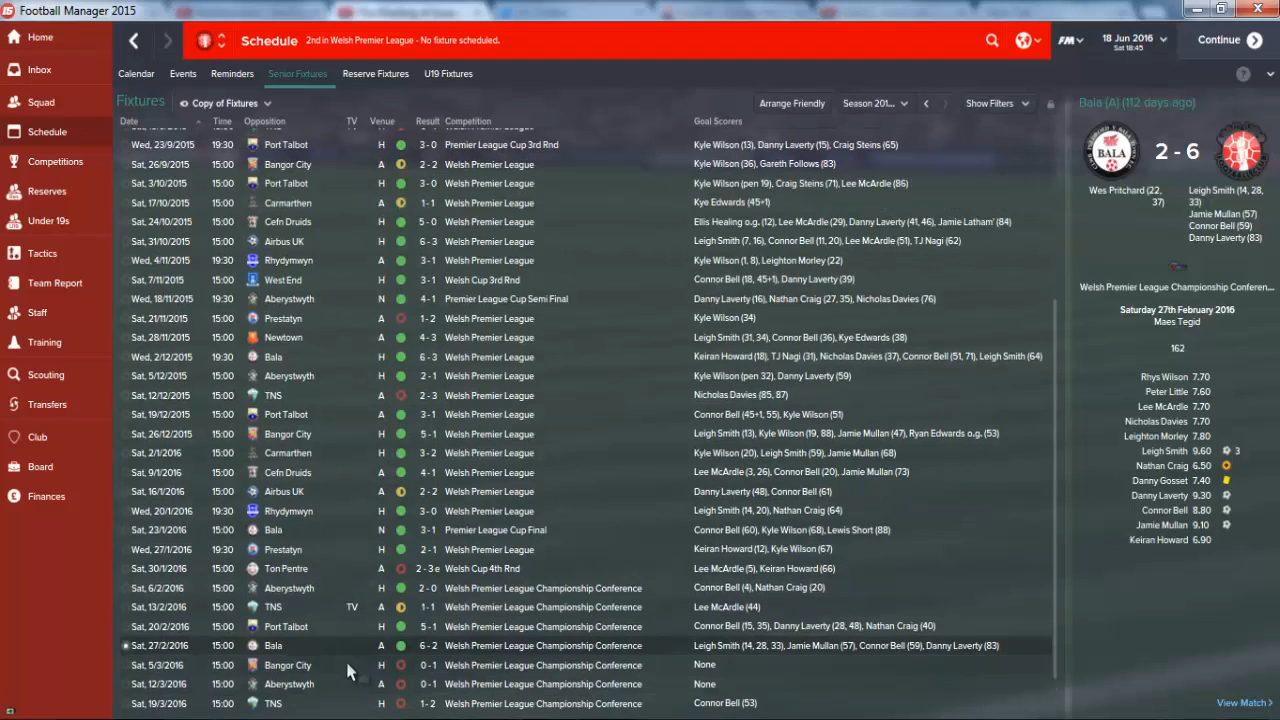 Football Manager 2015
Home
Inbox
Squad
Schedule
Competitions
Reserves
Under 19s
Tactics
Team Report
Staff
Training
Scouting
Transfers
Club
Board
Finances
Schedule 2nd in Welsh Premier League - No fixture scheduled.
FM 18 Jun 2016 Sat 18:45 Continue
Calendar Events Reminders Senior Fixtures Reserve Fixtures U19 Fixtures
Fixtures Copy of Fixtures Arrange Friendly Season 201... Show Filters
Date Time Opposition TV Venue Result Competition Goal Scorers
Wed, 23/9/2015 19:30 Port Talbot H 3-0 Premier League Cup 3rd Rnd Kyle Wilson (13), Danny Laverty (15), Craig Steins (65)
Sat, 26/9/2015 15:00 Bangor City A 2-2 Welsh Premier League Kyle Wilson (36), Gareth Follows (83)
Sat, 3/10/2015 15:00 Port Talbot H 3-0 Welsh Premier League Kyle Wilson (pen 19), Craig Steins (71), Lee McArdle (86)
Sat, 17/10/2015 15:00 Carmarthen A 1-1 Welsh Premier League Kye Edwards (45+1)
Sat, 24/10/2015 15:00 Cefn Druids H 5-0 Welsh Premier League Ellis Healing o.g. (12), Lee McArdle (29), Danny Laverty (41, 46), Jamie Latham' (84)
Sat, 31/10/2015 15:00 Airbus UK H 6-3 Welsh Premier League Leigh Smith (7, 16), Connor Bell (11, 20), Lee McArdle (51), TJ Nagi (62)
Wed, 4/11/2015 19:30 Rhydymwyn A 3-1 Welsh Premier League Kyle Wilson (1, 8), Leighton Morley (22)
Sat, 7/11/2015 15:00 West End H 3-1 Welsh Cup 3rd Rnd Connor Bell (18, 45+1), Danny Laverty (39)
Wed, 18/11/2015 19:30 Aberystwyth N 4-1 Premier League Cup Semi Final Danny Laverty (16), Nathan Craig (27, 35), Nicholas Davies (76)
Sat, 21/11/2015 15:00 Prestatyn A 1-2 Welsh Premier League Kyle Wilson (34)
Sat, 28/11/2015 15:00 Newtown A 4-3 Welsh Premier League Leigh Smith (31, 34), Connor Bell (36), Kye Edwards (38)
Wed, 2/12/2015 19:30 Bala H 6-3 Welsh Premier League Keiran Howard (18), TJ Nagi (31), Nicholas Davies (37), Connor Bell (51, 71), Leigh Smith (64)
Sat, 5/12/2015 15:00 Aberystwyth H 2-1 Welsh Premier League Kyle Wilson (pen 32), Danny Laverty (59)
Sat, 12/12/2015 15:00 TNS A 2-3 Welsh Premier League Nicholas Davies (85, 87)
Sat, 19/12/2015 15:00 Port Talbot A 3-1 Welsh Premier League Connor Bell (45+1, 55), Kyle Wilson (51)
Sat, 26/12/2015 15:00 Bangor City H 5-1 Welsh Premier League Leigh Smith (13), Kyle Wilson (19, 88), Jamie Mullan (47), Ryan Edwards o.g. (53)
Sat, 2/1/2016 15:00 Carmarthen H 3-2 Welsh Premier League Kyle Wilson (20), Leigh Smith (59), Jamie Mullan (68)
Sat, 9/1/2016 15:00 Cefn Druids A 4-1 Welsh Premier League Lee McArdle (3, 26), Connor Bell (20), Jamie Mullan (73)
Sat, 16/1/2016 15:00 Airbus UK A 2-2 Welsh Premier League Danny Laverty (48), Connor Bell (61)
Wed, 20/1/2016 19:30 Rhydymwyn H 3-0 Welsh Premier League Leigh Smith (14, 20), Nathan Craig (64)
Sat, 23/1/2016 15:00 Bala N 3-1 Premier League Cup Final Connor Bell (60), Kyle Wilson (68), Lewis Short (88)
Wed, 27/1/2016 19:30 Prestatyn H 2-1 Welsh Premier League Keiran Howard (12), Kyle Wilson (67)
Sat, 30/1/2016 15:00 Ton Pentre A 2-3e Welsh Cup 4th Rnd Lee McArdle (5), Keiran Howard (66)
Sat, 6/2/2016 15:00 Aberystwyth H 2-0 Welsh Premier League Championship Conference Connor Bell (4), Nathan Craig (20)
Sat, 13/2/2016 15:00 TNS TV A 1-1 Welsh Premier League Championship Conference Lee McArdle (44)
Sat, 20/2/2016 15:00 Port Talbot H 5-1 Welsh Premier League Championship Conference Connor Bell (15, 35), Danny Laverty (28, 48), Nathan Craig (40)
Sat, 27/2/2016 15:00 Bala A 6-2 Welsh Premier League Championship Conference Leigh Smith (14, 28, 33), Jamie Mullan (57), Connor Bell (59), Danny Laverty (83)
Sat, 5/3/2016 15:00 Bangor City H 0-1 Welsh Premier League Championship Conference None
Sat, 12/3/2016 15:00 Aberystwyth A 0-1 Welsh Premier League Championship Conference None
Sat, 19/3/2016 15:00 TNS H 1-2 Welsh Premier League Championship Conference Connor Bell (53)
Bala (A) (112 days ago)
BALA 2 - 6
Wes Pritchard (22, 37)
Leigh Smith (14, 28, 33)
Jamie Mullan (57)
Connor Bell (59)
Danny Laverty (83)
Welsh Premier League Championship Conferen...
Saturday 27th February 2016
Maes Tegid
162
Rhys Wilson 7.70
Peter Little 7.60
Lee McArdle 7.70
Nicholas Davies 7.70
Leighton Morley 7.80
Leigh Smith 9.60 3
Nathan Craig 6.50
Danny Gosset 7.40
Danny Laverty 9.30
Connor Bell 8.80
Jamie Mullan 9.10
Keiran Howard 6.90
View Match